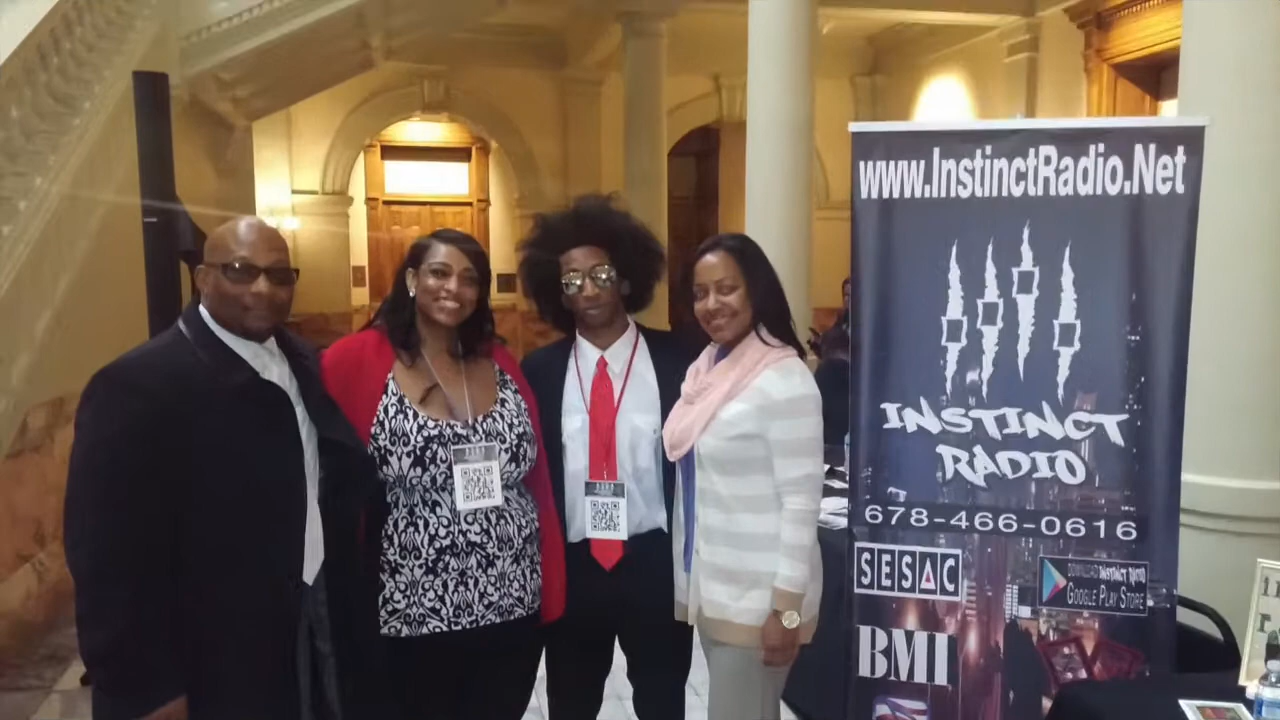 www.InstinctRadio.Net
INSTINCT
RADIO
678-466-0616
SESAC
DOWNLOAD INSTINCT RADIO
GOOGLE PLAY STORE
BMI